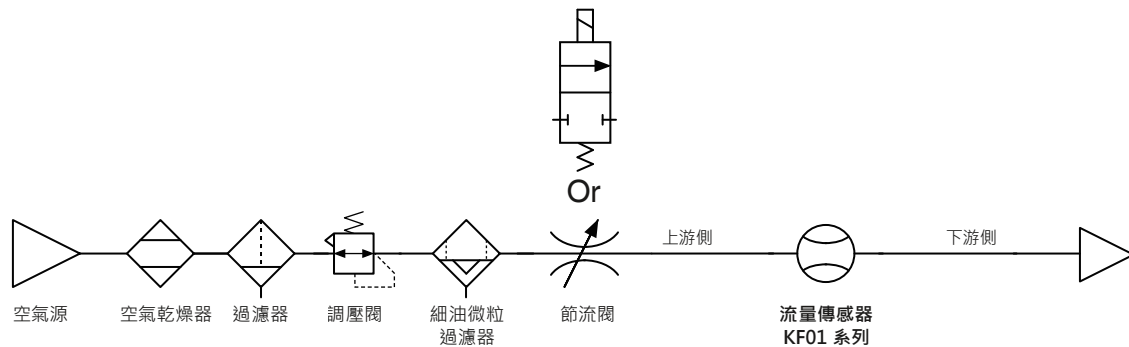 Or
上游側
下游側
空氣源
空氣乾燥器
過濾器
調壓閥
細油微粒
過濾器
節流閥
流量傳感器
KF01 系列